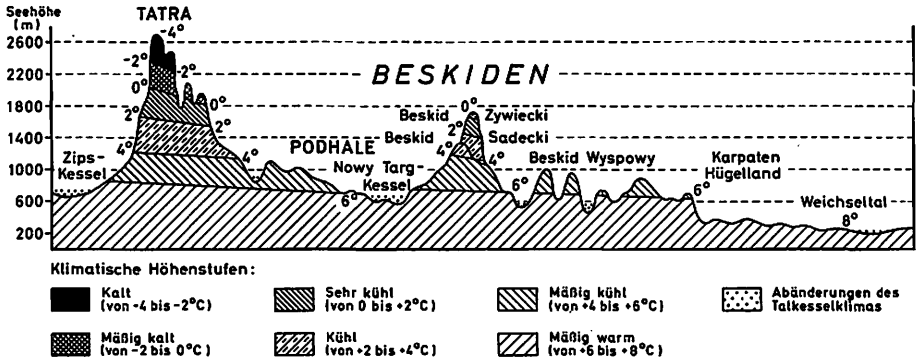 Seehöhe
(m)
TATRA
-4°
2600
-2°
-2°
2200
BESKIDEN
0°
0°
0°
1800
2°
2°
Beskid
Zywiecki
2°
1400
Beskid
Sadecki
4°
4°
PODHALE
4°
4°
Zips-
Kessel
Nowy Targ-
Kessel
Beskid Wyspowy
Karpaten
Hügelland
1000
6°
6°
6°
600
Weichseltal
8°
200
Klimatische Höhenstufen:
Kalt
(von -4 bis -2°C)
Sehr kühl
(von 0 bis +2°C)
Mäßig kühl
(von +4 bis +6°C)
Abänderungen des
Talkesselklimas
Mäßig kalt
(von -2 bis 0°C)
Kühl
(von +2 bis +4°C)
Mäßig warm
(von +6 bis +8°C)